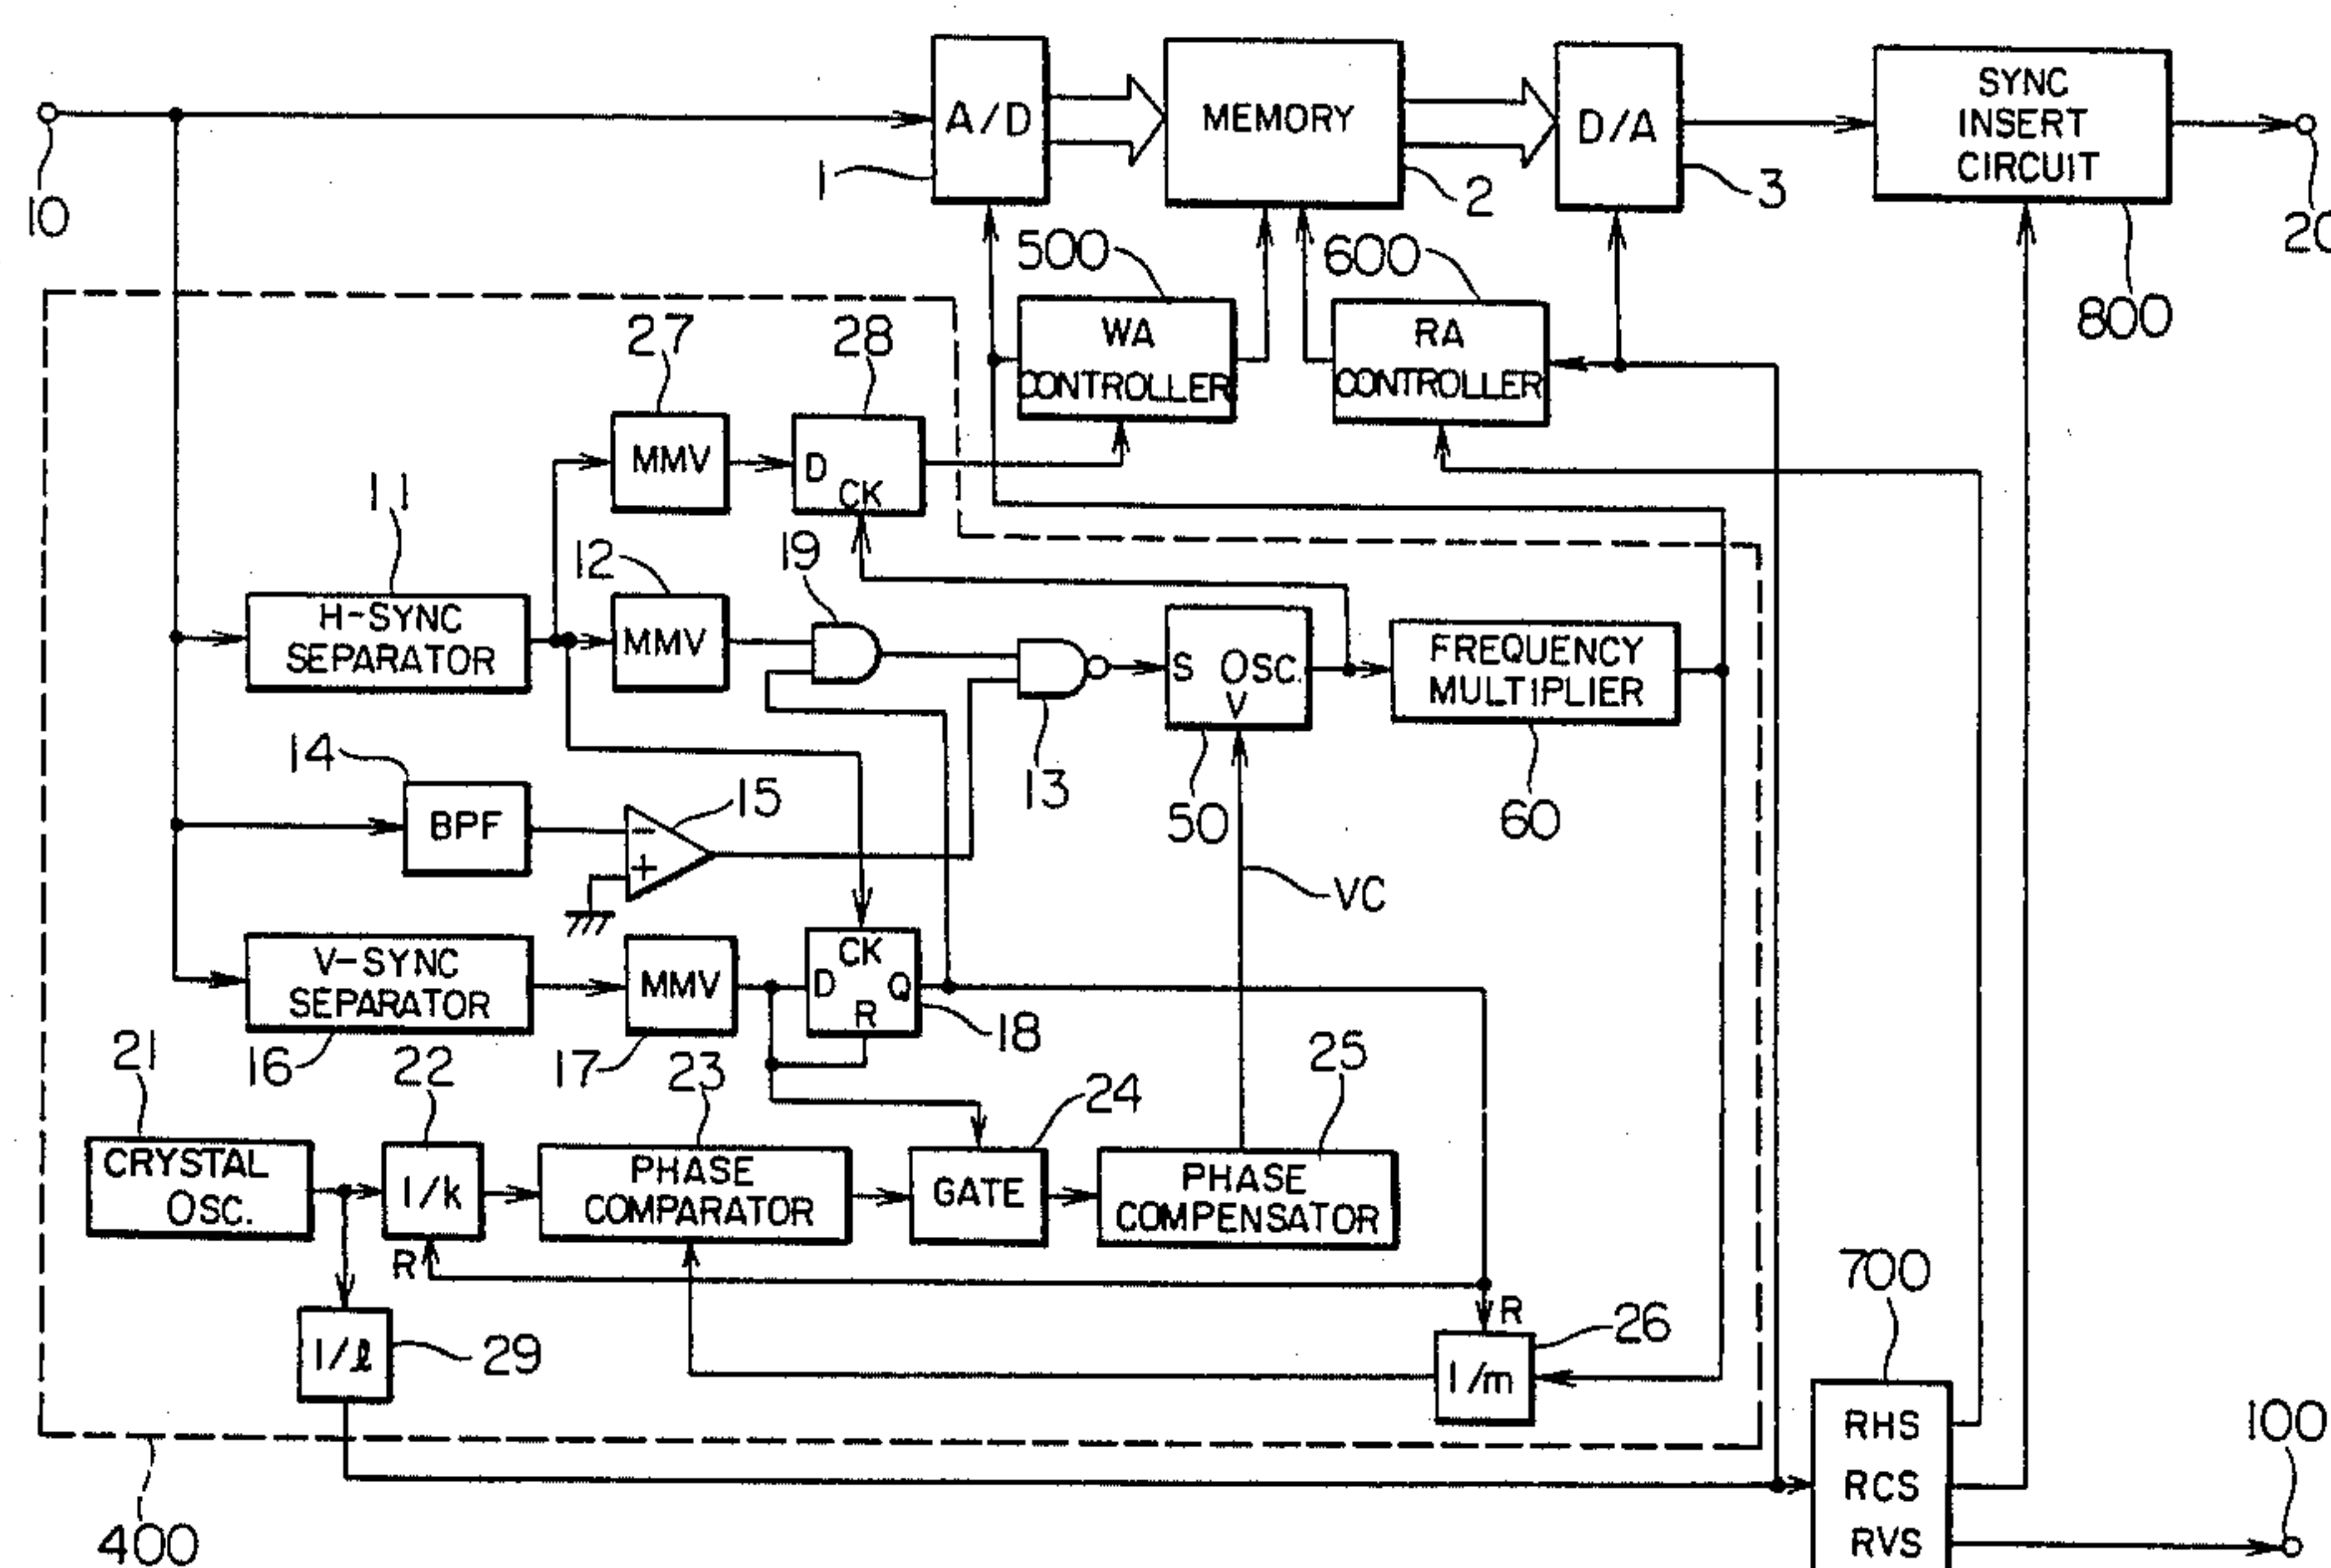 10
A/D
1
MEMORY
2
D/A
3
SYNC
INSERT
CIRCUIT
20
800
500
WA
CONTROLLER
600
RA
CONTROLLER
27
MMV
28
D
CK
11
H-SYNC
SEPARATOR
12
MMV
19
13
S OSC.
V
50
FREQUENCY
MULTIPLIER
60
14
BPF
15
-
+
VC
V-SYNC
SEPARATOR
16
MMV
17
CK
D Q
R
18
21
CRYSTAL
OSC.
22
1/k
R
23
PHASE
COMPARATOR
24
GATE
25
PHASE
COMPENSATOR
1/ℓ
29
R
26
1/m
400
700
RHS
RCS
RVS
100